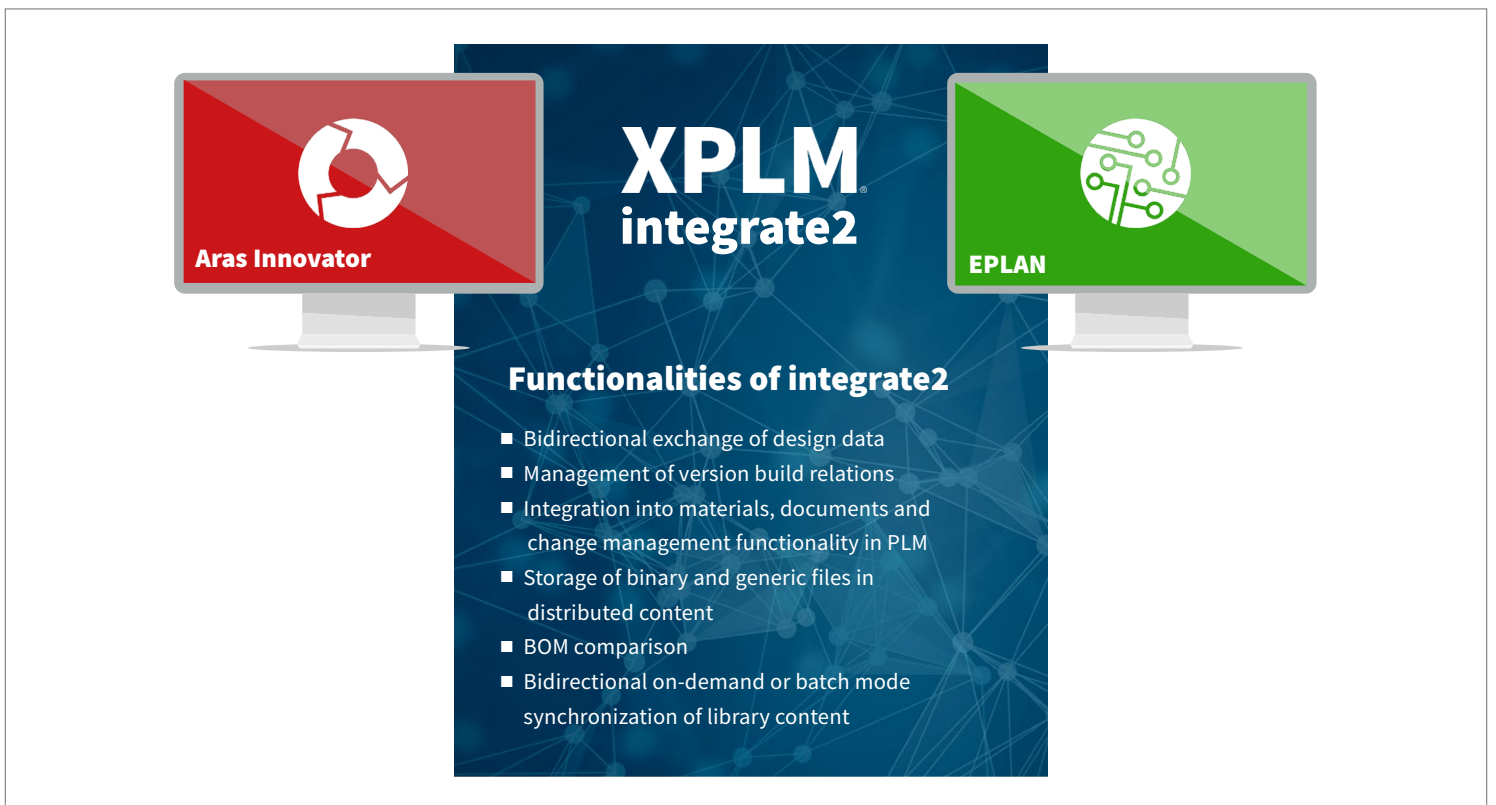 XPLM®
integrate2
Aras Innovator
EPLAN
Functionalities of integrate2
■ Bidirectional exchange of design data
■ Management of version build relations
■ Integration into materials, documents and
change management functionality in PLM
■ Storage of binary and generic files in
distributed content
■ BOM comparison
■ Bidirectional on-demand or batch mode
synchronization of library content